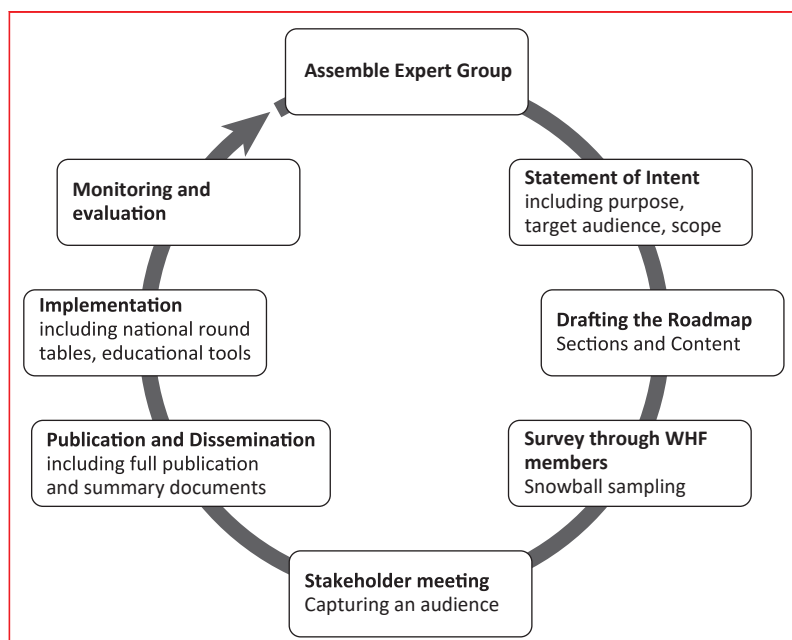 Assemble Expert Group
Statement of Intent
including purpose,
target audience, scope
Drafting the Roadmap
Sections and Content
Survey through WHF
members
Snowball sampling
Stakeholder meeting
Capturing an audience
Publication and Dissemination
including full publication
and summary documents
Implementation
including national round
tables, educational tools
Monitoring and
evaluation